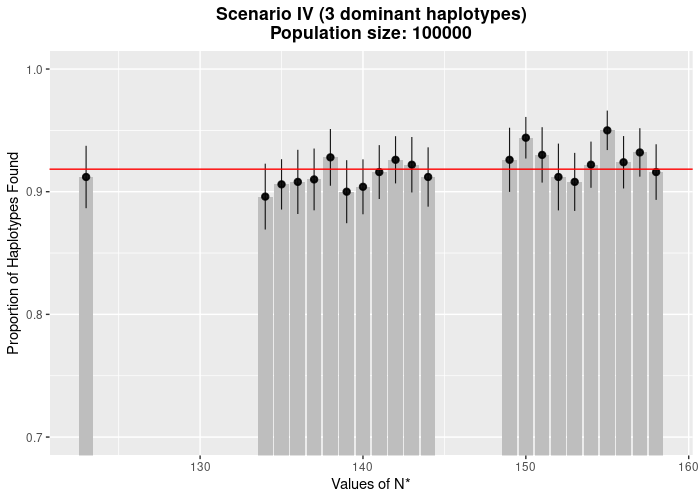 Scenario IV (3 dominant haplotypes)
Population size: 100000
Proportion of Haplotypes Found
1.0
0.9
0.8
0.7
130
140
150
160
Values of N*